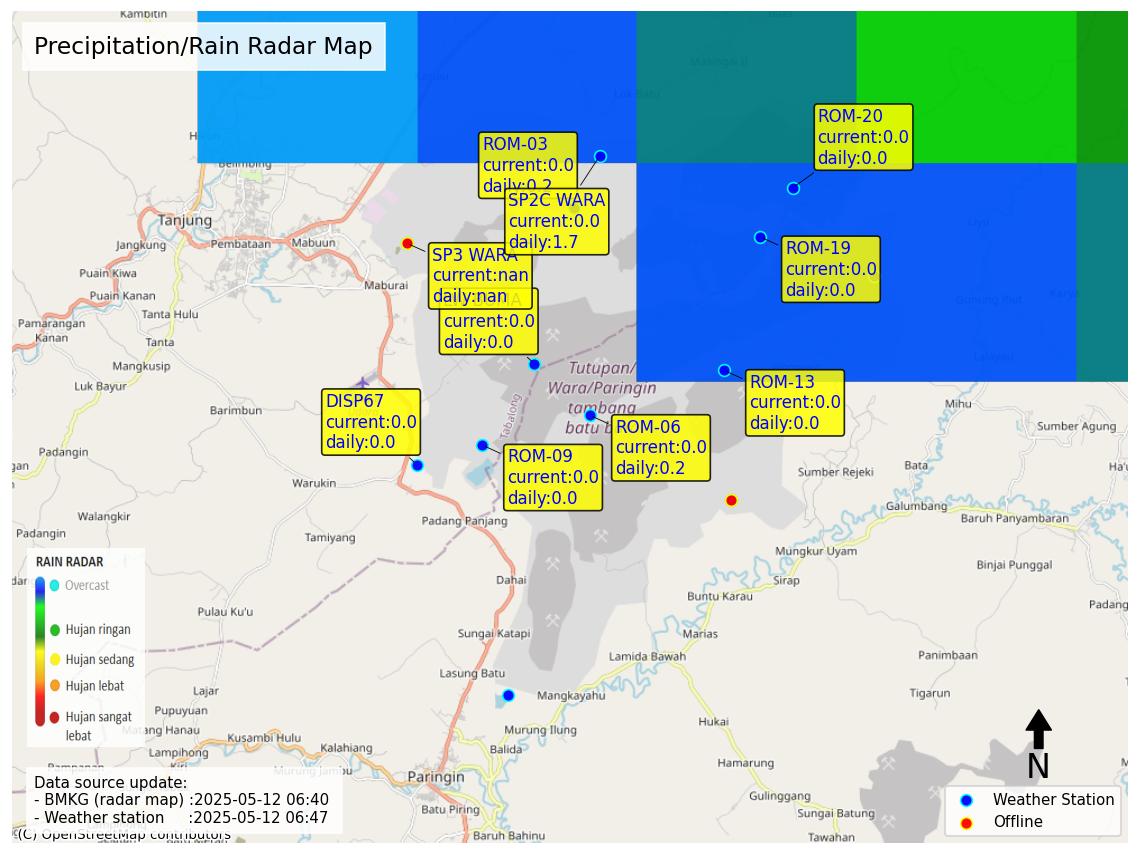 Kambitin
Precipitation/Rain Radar Map
ROM-20
current:0.0
daily:0.0
ROM-03
current:0.0
daily:0.2
SP2C WARA
current:0.0
daily:1.7
Belimbing
Tanjung
Jangkung
Pembataan
Mabuun
ROM-19
current:0.0
daily:0.0
SP3 WARA
current:nan
daily:nan
current:0.0
daily:0.0
Puain Kiwa
Maburai
Puain Kanan
Tanta Hulu
Pamarangan
Kanan
Tanta
Mangkusip
Luk Bayur
Barimbun
Tutupan/
Wara/Paringin
tambang
batu
Tabalong
ROM-13
current:0.0
daily:0.0
DISP67
current:0.0
daily:0.0
ROM-06
current:0.0
daily:0.2
ROM-09
current:0.0
daily:0.0
Mihu
Sumber Agung
Bata
Sumber Rejeki
Warukin
Galumbang
Baruh Panyambaran
Padangin
Walangkir
Padangin
Padang Panjang
Tamiyang
Mungkur Uyam
Binjai Punggal
Sirap
Dahai
Buntu Karau
Padang
RAIN RADAR
Overcast
Hujan ringan
Hujan sedang
Hujan lebat
Hujan sangat
lebat
Pulau Ku'u
Sungai Katapi
Marias
Lamida Bawah
Panimbaan
Lasung Batu
Lajar
Mangkayahu
Tigarun
Pupuyuan
Matang Hanau
Murung Ilung
Hukai
Lampihong
Kusambi Hulu
Kalahiang
Balida
Hamarung
Murung Jambu
Paringin
Gulinggang
Batu Piring
Sungai Batung
Baruh Bahinu
Tawahan
N
Data source update:
- BMKG (radar map) :2025-05-12 06:40
- Weather station :2025-05-12 06:47
(C) OpenStreetMap contributors
Weather Station
Offline